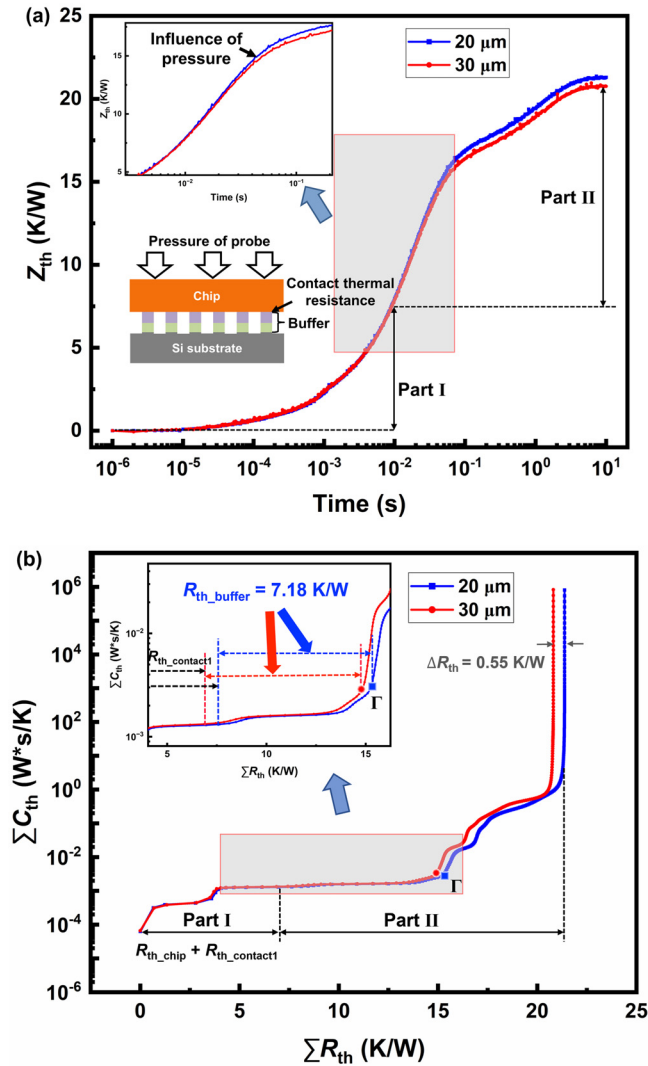 (a)
25
20
15
10
5
0
Z_th (K/W)
10^-6 10^-5 10^-4 10^-3 10^-2 10^-1 10^0 10^1
Time (s)
20 μm
30 μm
Influence of
pressure
15
10
5
Z_th (K/W)
10^-2 10^-1
Time (s)
Pressure of probe
Chip
Contact thermal
resistance
Buffer
Si substrate
Part I
Part II
(b)
10^6
10^4
10^2
10^0
10^-2
10^-4
10^-6
∑C_th (W*s/K)
0 5 10 15 20 25
∑R_th (K/W)
20 μm
30 μm
ΔR_th = 0.55 K/W
R_th_buffer = 7.18 K/W
R_th_contact1
Γ
10^-2
10^-3
∑C_th (W*s/K)
5 10 15
∑R_th (K/W)
Γ
Part I
Part II
R_th_chip + R_th_contact1